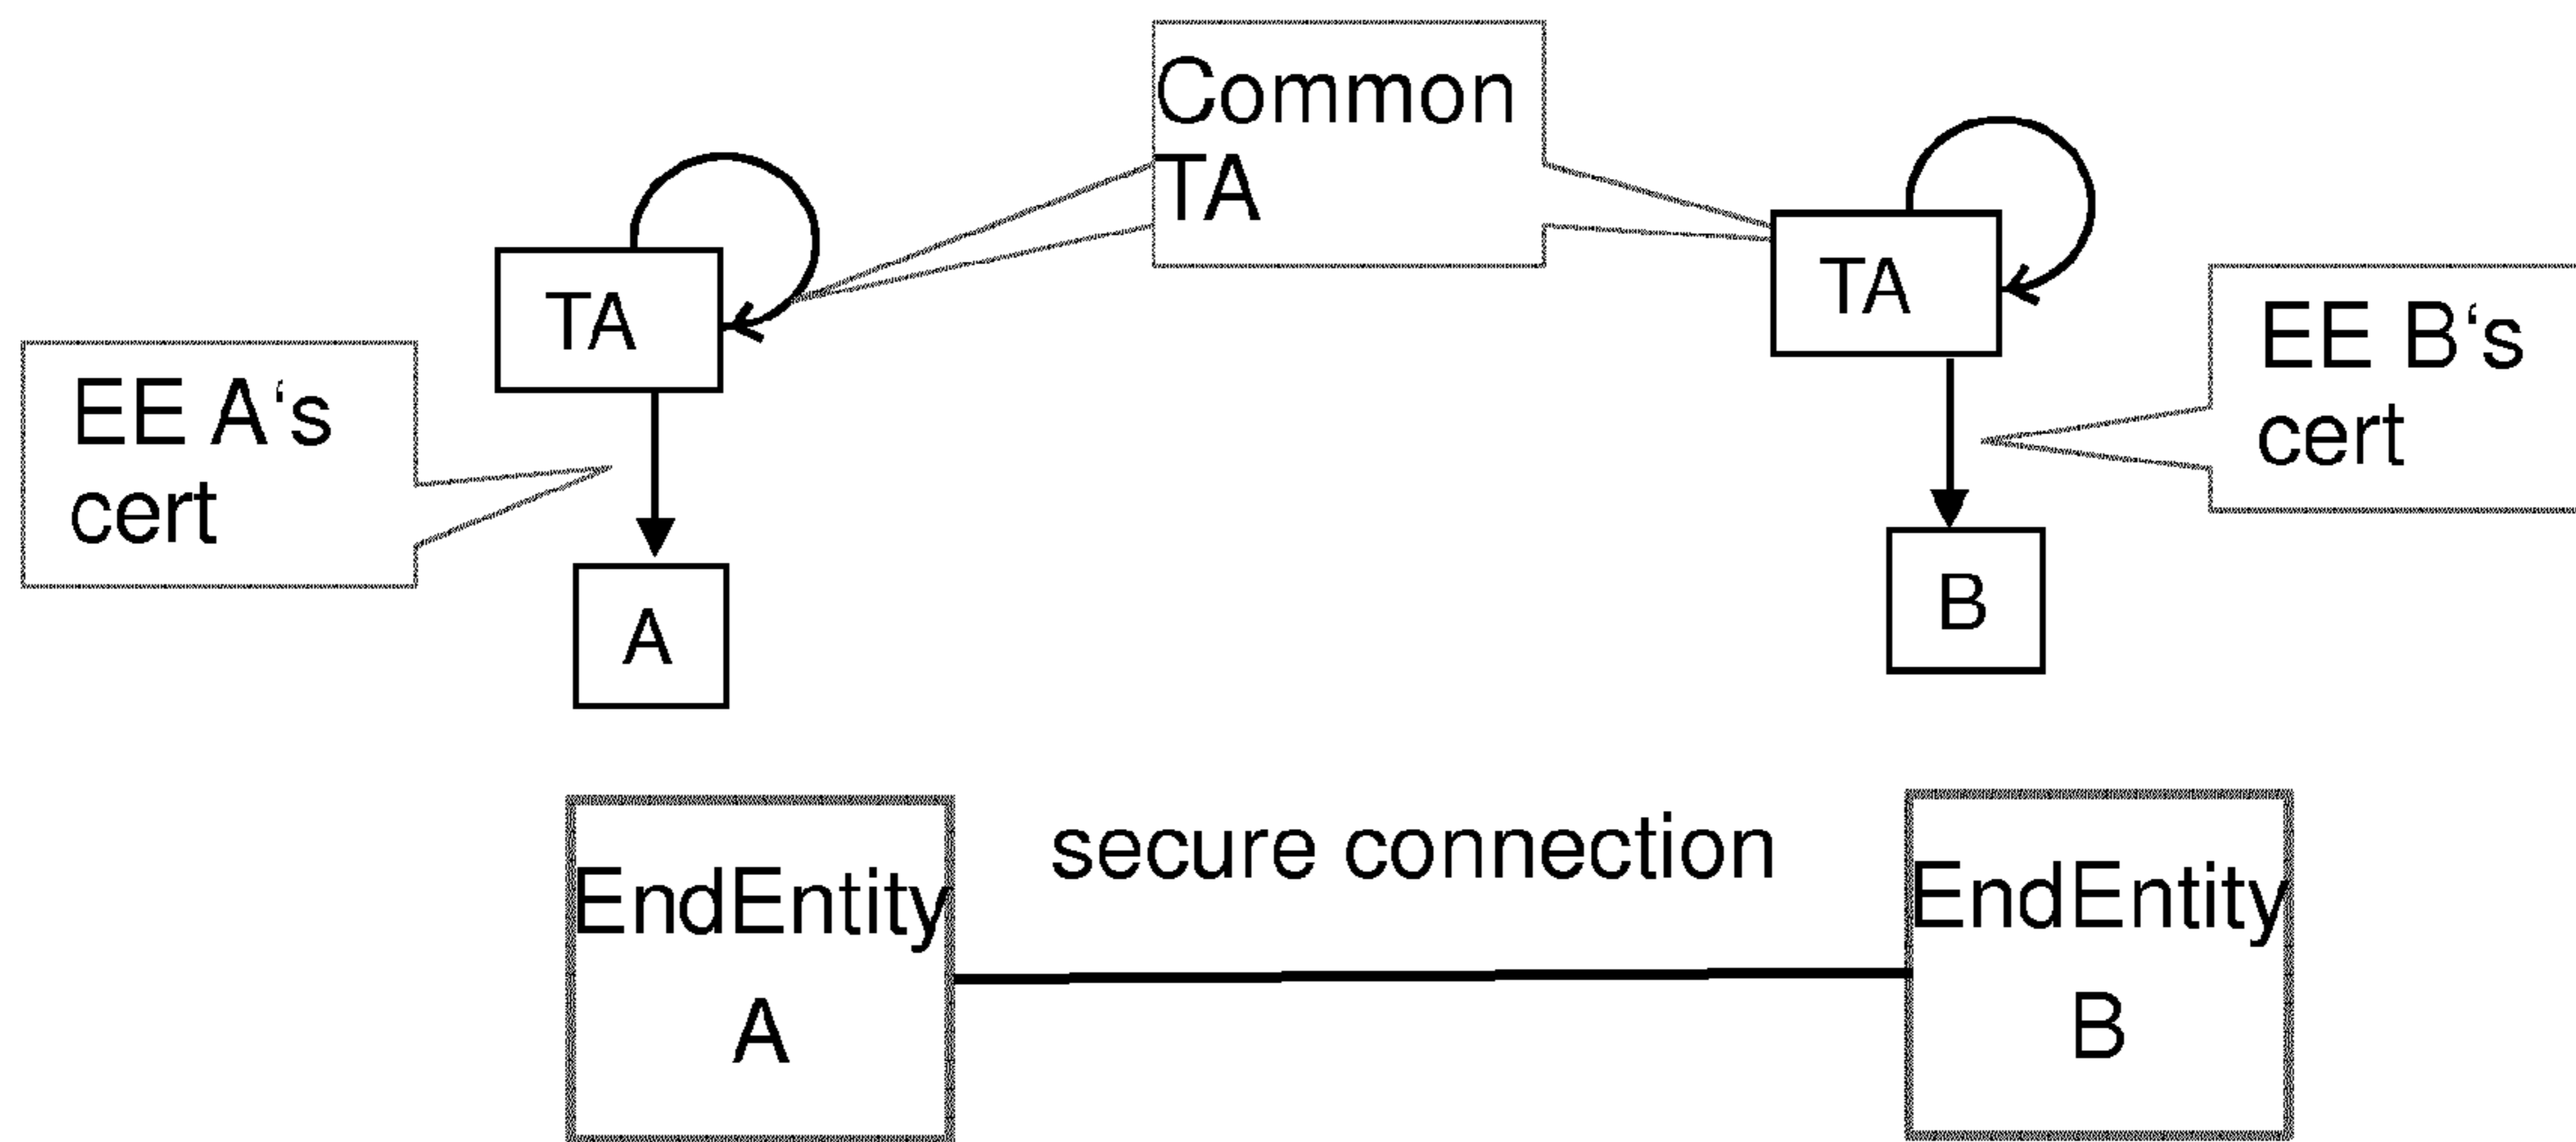 Common
TA
TA
TA
EE A‘s
cert
EE B‘s
cert
A
B
secure connection
EndEntity
A
EndEntity
B